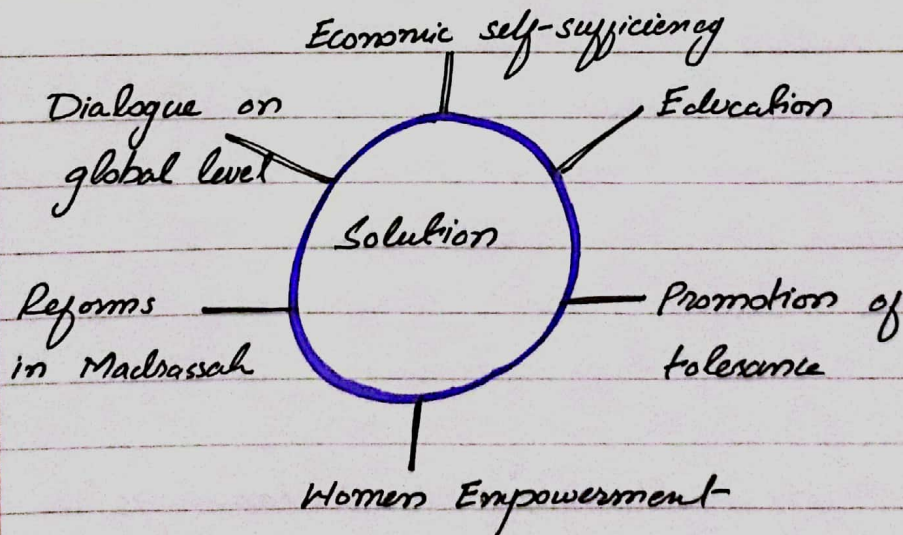 Economic self-sufficiency
Education
Promotion of
tolerance
Women Empowerment
Reforms
in Madrassah
Dialogue on
global level
Solution